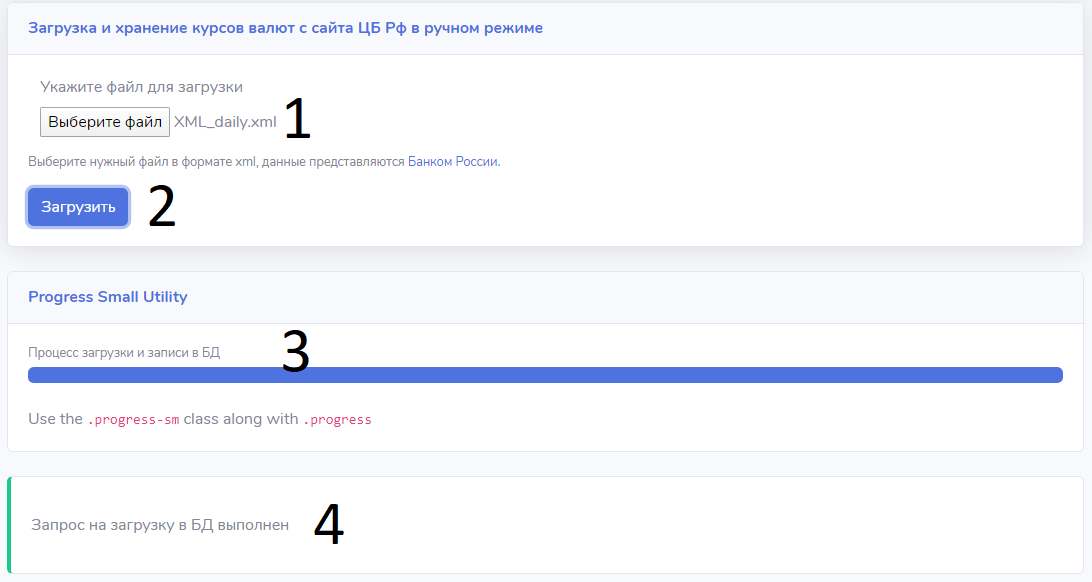 Загрузка и хранение курсов валют с сайта ЦБ Рф в ручном режиме
Укажите файл для загрузки
Выберите файл XML_daily.xml 1
Выберите нужный файл в формате xml, данные представляются Банком России.
Загрузить 2
Progress Small Utility
Процесс загрузки и записи в БД 3
Use the .progress-sm class along with .progress
Запрос на загрузку в БД выполнен 4